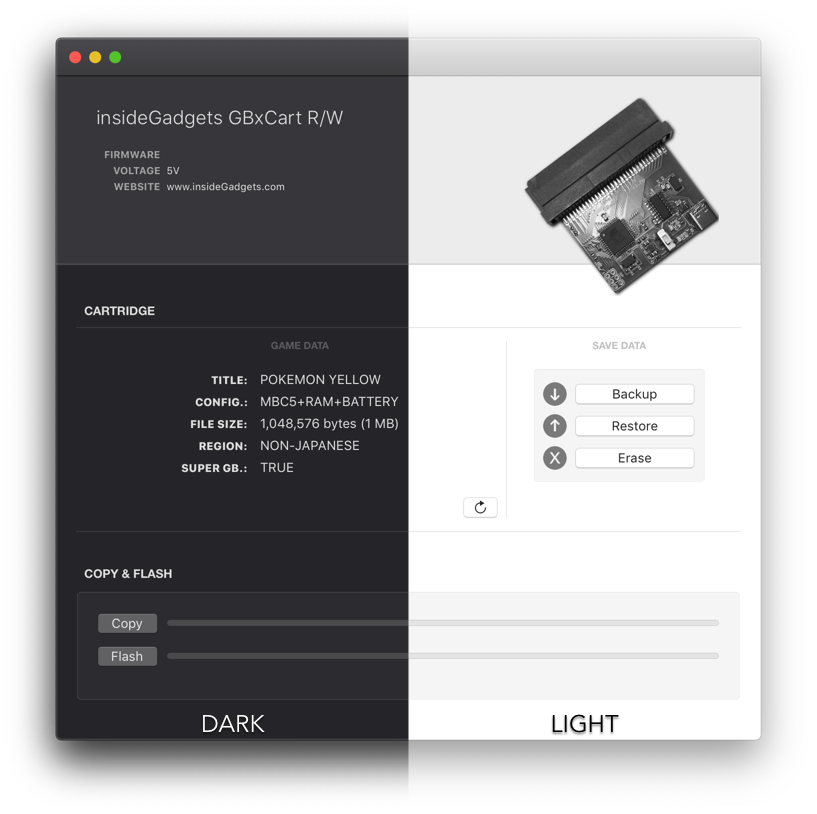 insideGadgets GBxCart R/W
FIRMWARE
VOLTAGE 5V
WEBSITE www.insideGadgets.com
CARTRIDGE
GAME DATA
TITLE: POKEMON YELLOW
CONFIG.: MBC5+RAM+BATTERY
FILE SIZE: 1,048,576 bytes (1 MB)
REGION: NON-JAPANESE
SUPER GB.: TRUE
SAVE DATA
Backup
Restore
X Erase
COPY & FLASH
Copy
Flash
DARK
LIGHT